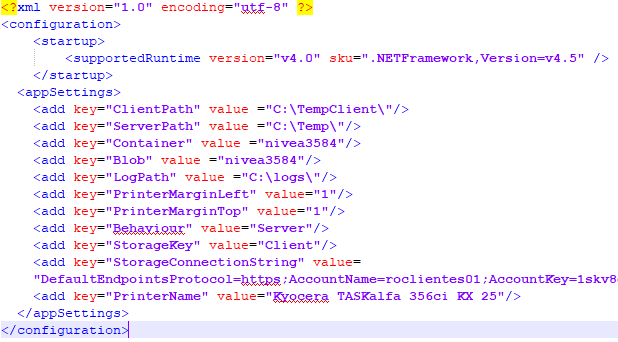 <?xml version="1.0" encoding="utf-8" ?>
<configuration>
<startup>
<supportedRuntime version="v4.0" sku=".NETFramework,Version=v4.5" />
</startup>
<appSettings>
<add key="ClientPath" value ="C:\TempClient\"/>
<add key="ServerPath" value ="C:\Temp\"/>
<add key="Container" value ="nivea3584"/>
<add key="Blob" value ="nivea3584"/>
<add key="LogPath" value ="C:\logs\"/>
<add key="PrinterMarginLeft" value="1"/>
<add key="PrinterMarginTop" value="1"/>
<add key="Behaviour" value="Server"/>
<add key="StorageKey" value="Client"/>
<add key="StorageConnectionString" value=
"DefaultEndpointsProtocol=https;AccountName=roclientes01;AccountKey=1skv8
<add key="PrinterName" value="Kyocera TASKalfa 356ci KX 25"/>
</appSettings>
</configuration>